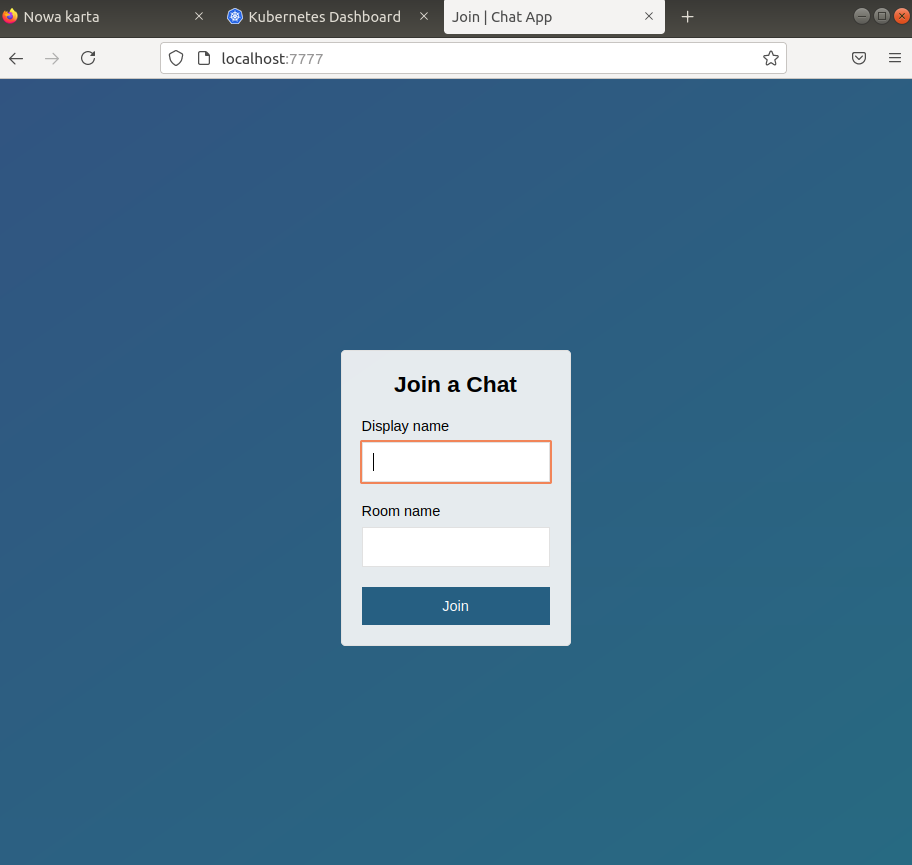 Nowa karta
Kubernetes Dashboard
Join | Chat App
localhost:7777
Join a Chat
Display name
Room name
Join